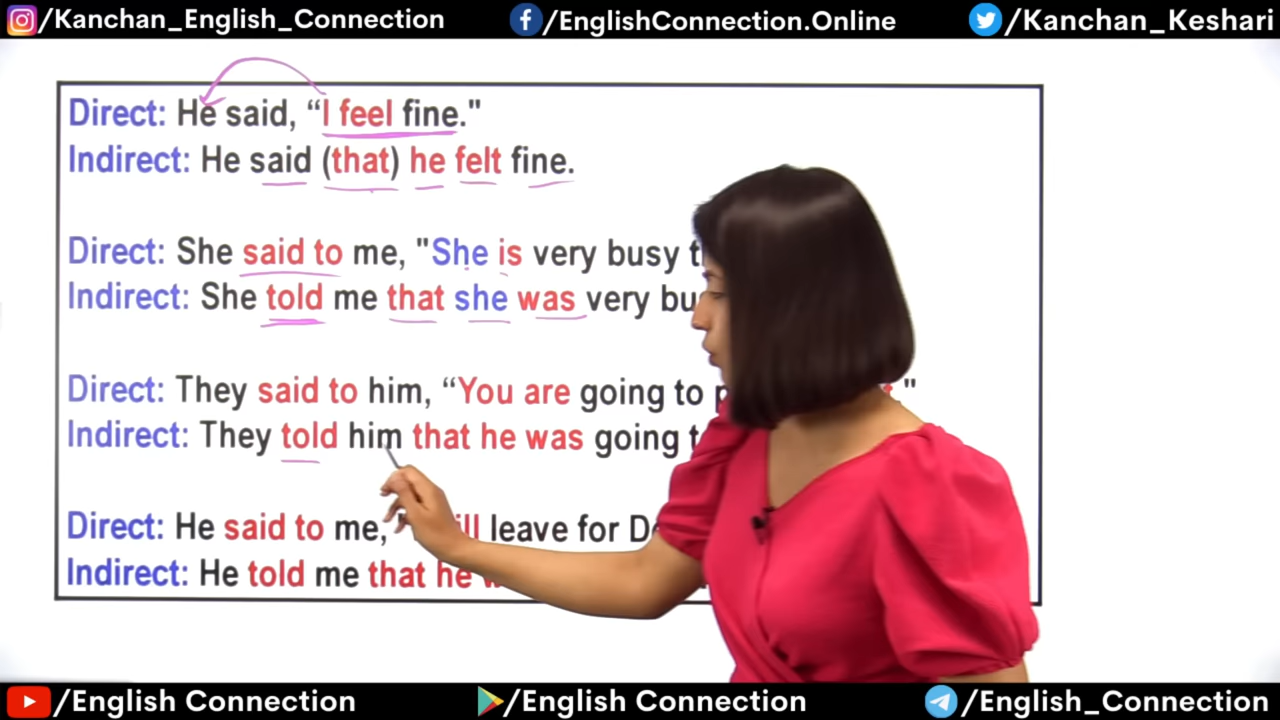 /Kanchan_English_Connection /EnglishConnection.Online /Kanchan_Keshari
Direct: He said, “I feel fine."
Indirect: He said (that) he felt fine.
Direct: She said to me, "She is very busy
Indirect: She told me that she was very
Direct: They said to him, “You are going to
Indirect: They told him that he was going
Direct: He said to me, leave for
Indirect: He told me that he
/English Connection /English Connection /English_Connection